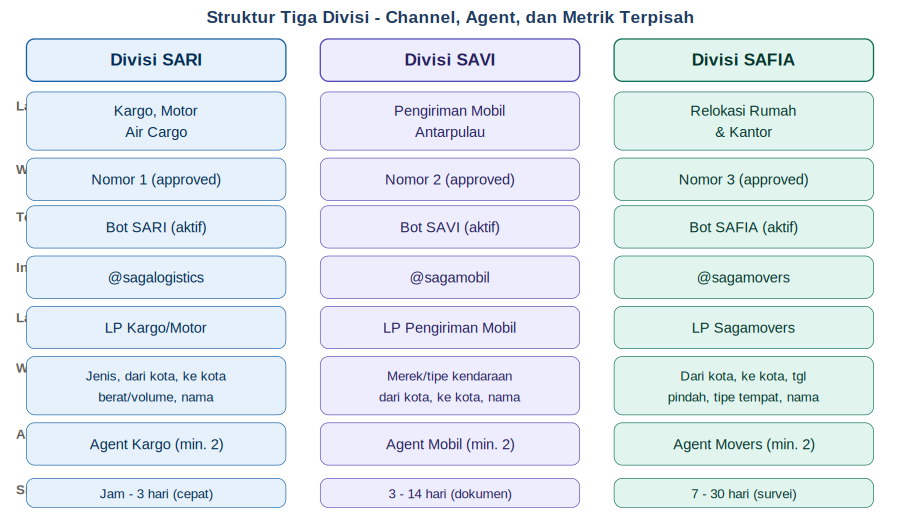 Struktur Tiga Divisi - Channel, Agent, dan Metrik Terpisah
Divisi SARI
Divisi SAVI
Divisi SAFIA
Kargo, Motor
Air Cargo
Pengiriman Mobil
Antarpulau
Relokasi Rumah
& Kantor
Nomor 1 (approved)
Nomor 2 (approved)
Nomor 3 (approved)
Bot SARI (aktif)
Bot SAVI (aktif)
Bot SAFIA (aktif)
@sagalogistics
@sagamobil
@sagamovers
LP Kargo/Motor
LP Pengiriman Mobil
LP Sagamovers
Jenis, dari kota, ke kota
berat/volume, nama
Merek/tipe kendaraan
dari kota, ke kota, nama
Dari kota, ke kota, tgl
pindah, tipe tempat, nama
Agent Kargo (min. 2)
Agent Mobil (min. 2)
Agent Movers (min. 2)
Jam - 3 hari (cepat)
3 - 14 hari (dokumen)
7 - 30 hari (survei)